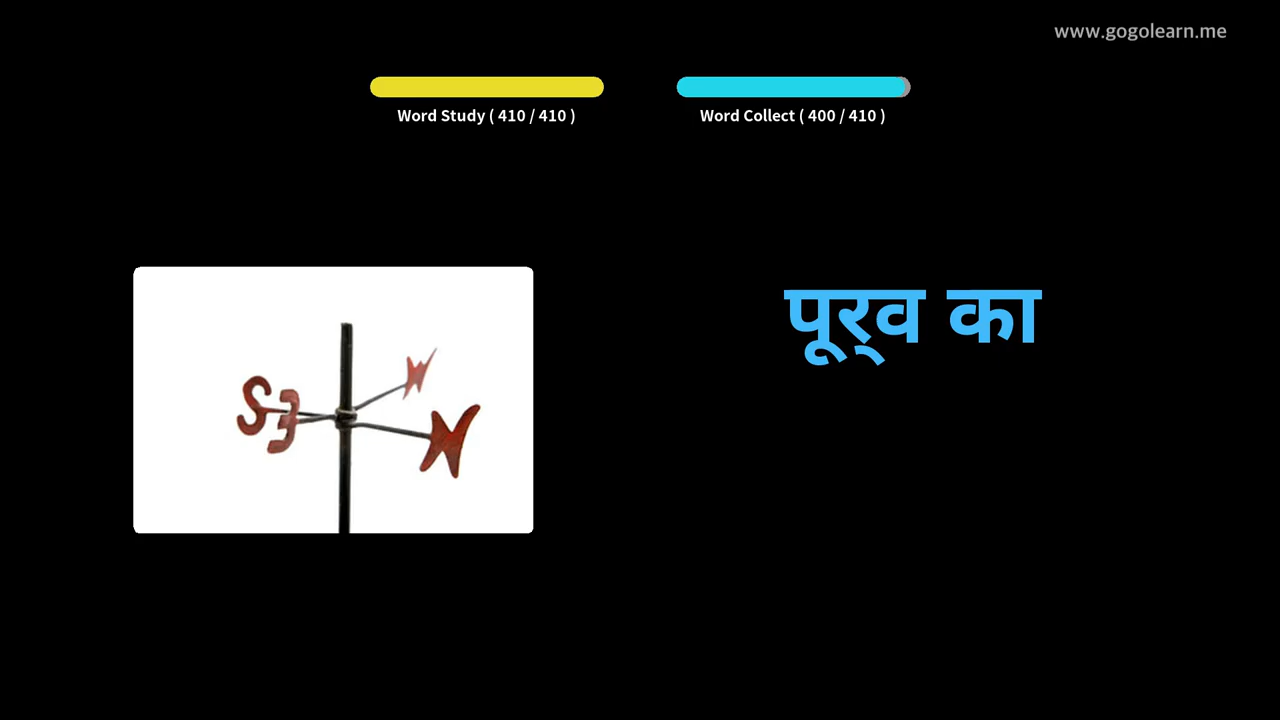 www.gogolearn.me
Word Study ( 410 / 410 )
Word Collect ( 400 / 410 )
पूर्व का
S E W N